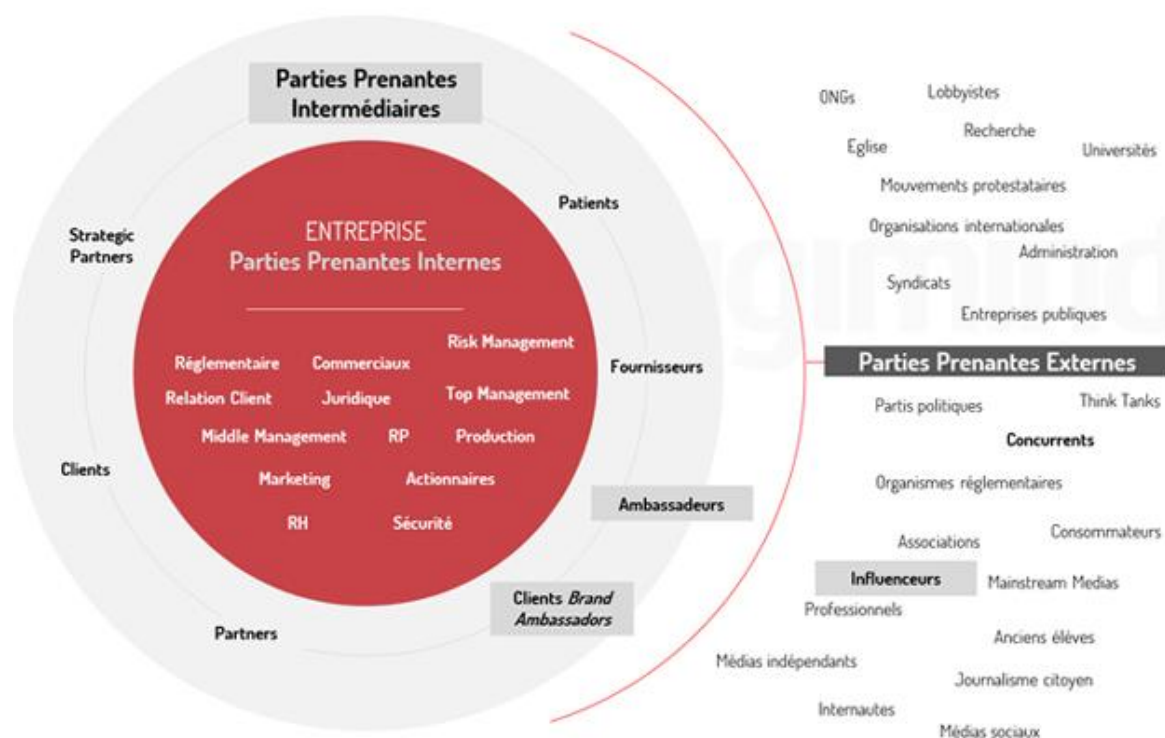 Parties Prenantes
Intermédiaires
Patients
Strategic
Partners
Fournisseurs
Clients
Ambassadeurs
Clients Brand
Ambassadors
Partners
ENTREPRISE
Parties Prenantes Internes
Risk Management
Réglementaire
Commerciaux
Relation Client
Juridique
Top Management
Middle Management
RP
Production
Marketing
Actionnaires
RH
Sécurité
ONGs
Lobbyistes
Recherche
Eglise
Universités
Mouvements protestataires
Organisations internationales
Administration
Syndicats
Entreprises publiques
Parties Prenantes Externes
Partis politiques
Think Tanks
Concurrents
Organismes réglementaires
Consommateurs
Associations
Influenceurs
Mainstream Medias
Professionnels
Anciens élèves
Médias indépendants
Journalisme citoyen
Internautes
Médias sociaux